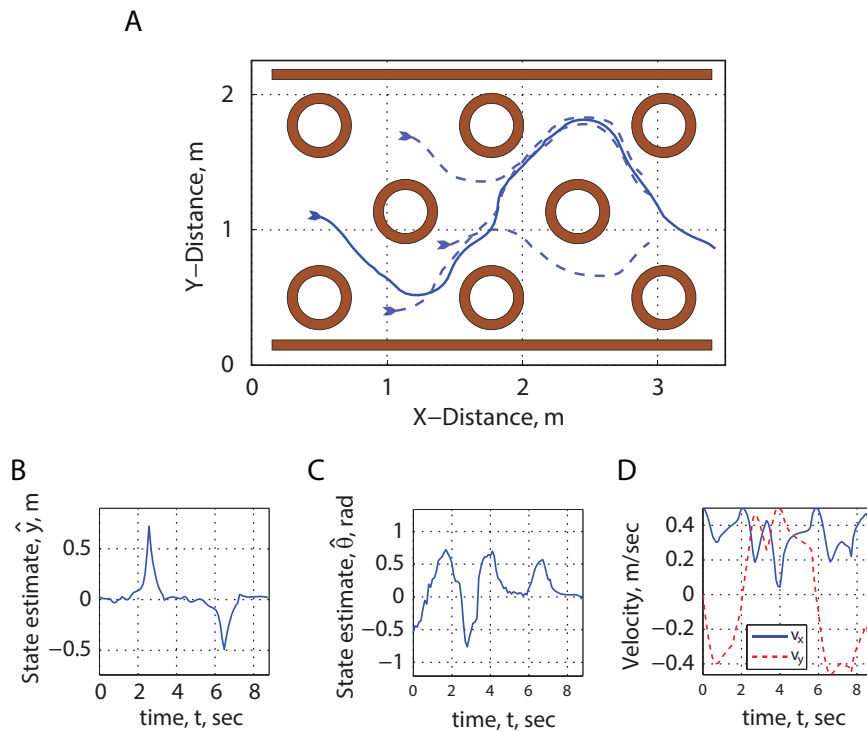 A
2
1
0
Y−Distance, m
0
1
2
3
X−Distance, m
B
State estimate, ŷ, m
0.5
0
−0.5
0
2
4
6
8
time, t, sec
C
State estimate, θ̂, rad
1
0.5
0
−0.5
−1
0
2
4
6
8
time, t, sec
D
Velocity, m/sec
0.4
0.2
0
−0.2
−0.4
v_x
v_y
0
2
4
6
8
time, t, sec